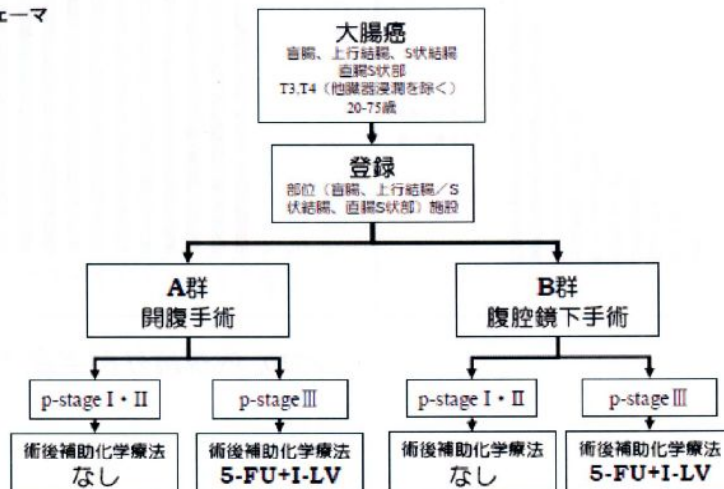 ェーマ
大腸癌
盲腸、上行結腸、S状結腸
直腸S状部
T3,T4（他臓器浸潤を除く）
20-75歳
登録
部位（盲腸、上行結腸／S
状結腸、直腸S状部）施設
A群
開腹手術
B群
腹腔鏡下手術
p-stage I・II
p-stage III
p-stage I・II
p-stage III
術後補助化学療法
なし
術後補助化学療法
5-FU+l-LV
術後補助化学療法
なし
術後補助化学療法
5-FU+l-LV